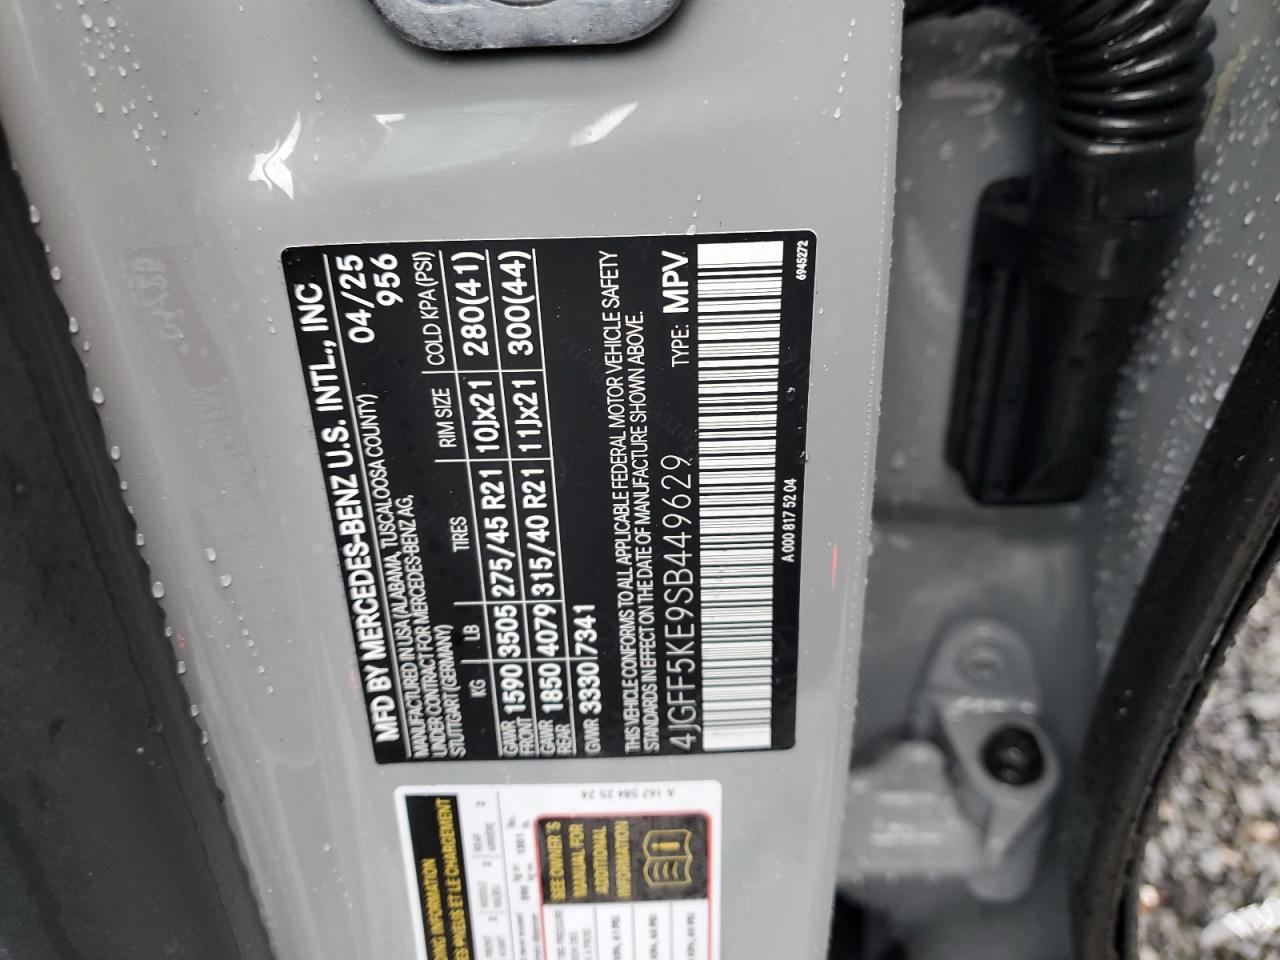 MFD BY MERCEDES-BENZ U.S. INTL., INC
MANUFACTURED IN USA (ALABAMA, TUSCALOOSA COUNTY) 04/25
UNDER CONTRACT FOR MERCEDES-BENZ AG, 956
STUTTGART (GERMANY)
KG LB TIRES RIM SIZE COLD KPA (PSI)
GAWR FRONT 1590 3505 275/45 R21 10Jx21 280(41)
GAWR REAR 1850 4079 315/40 R21 11Jx21 300(44)
GVWR 3330 7341
THIS VEHICLE CONFORMS TO ALL APPLICABLE FEDERAL MOTOR VEHICLE SAFETY
STANDARDS IN EFFECT ON THE DATE OF MANUFACTURE SHOWN ABOVE.
4JGFF5KE9SB449629 TYPE: MPV
A 000 817 52 04 6945272
SEE OWNER'S
MANUAL FOR
ADDITIONAL
INFORMATION